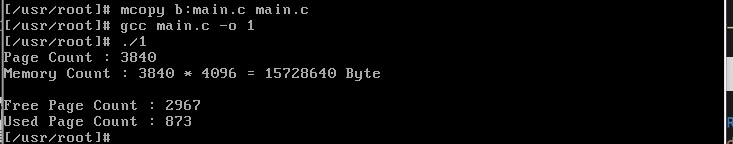 [/usr/root]# mcopy b:main.c main.c
[/usr/root]# gcc main.c -o 1
[/usr/root]# ./1
Page Count : 3840
Memory Count : 3840 * 4096 = 15728640 Byte
Free Page Count : 2967
Used Page Count : 873
[/usr/root]#